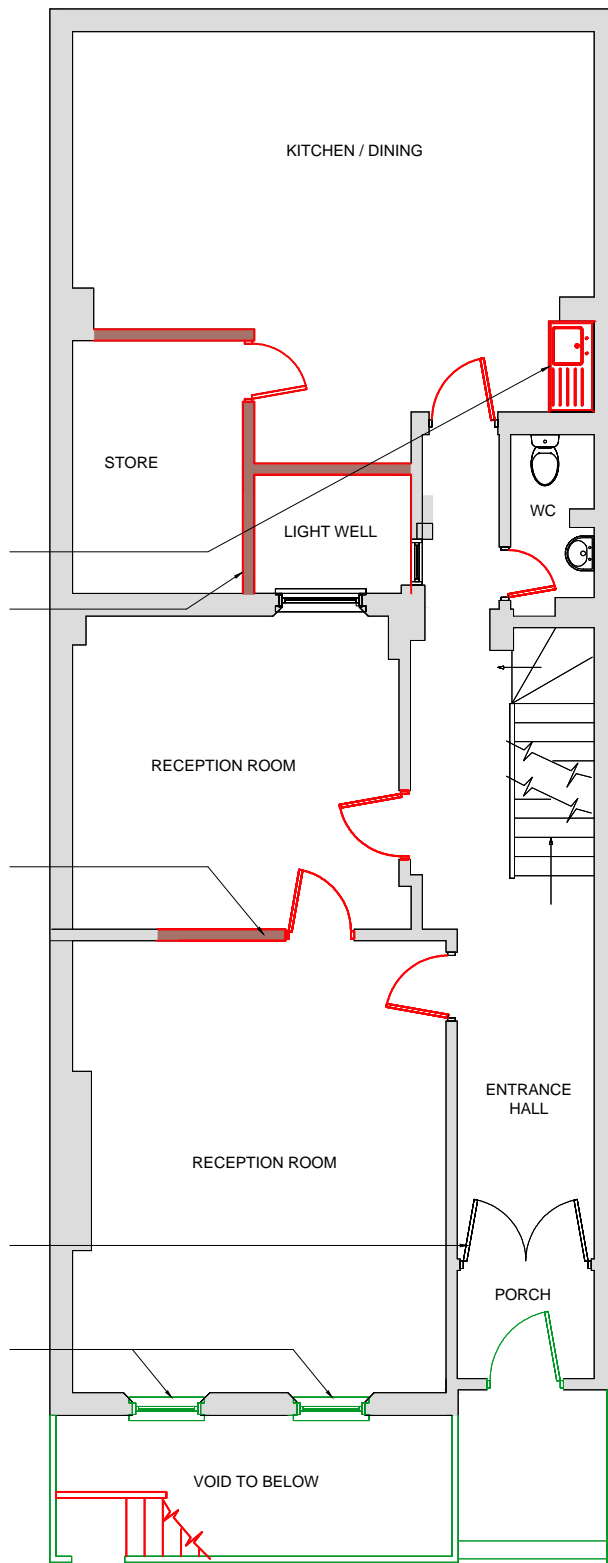 KITCHEN / DINING
STORE
WC
LIGHT WELL
RECEPTION ROOM
ENTRANCE
HALL
RECEPTION ROOM
PORCH
VOID TO BELOW